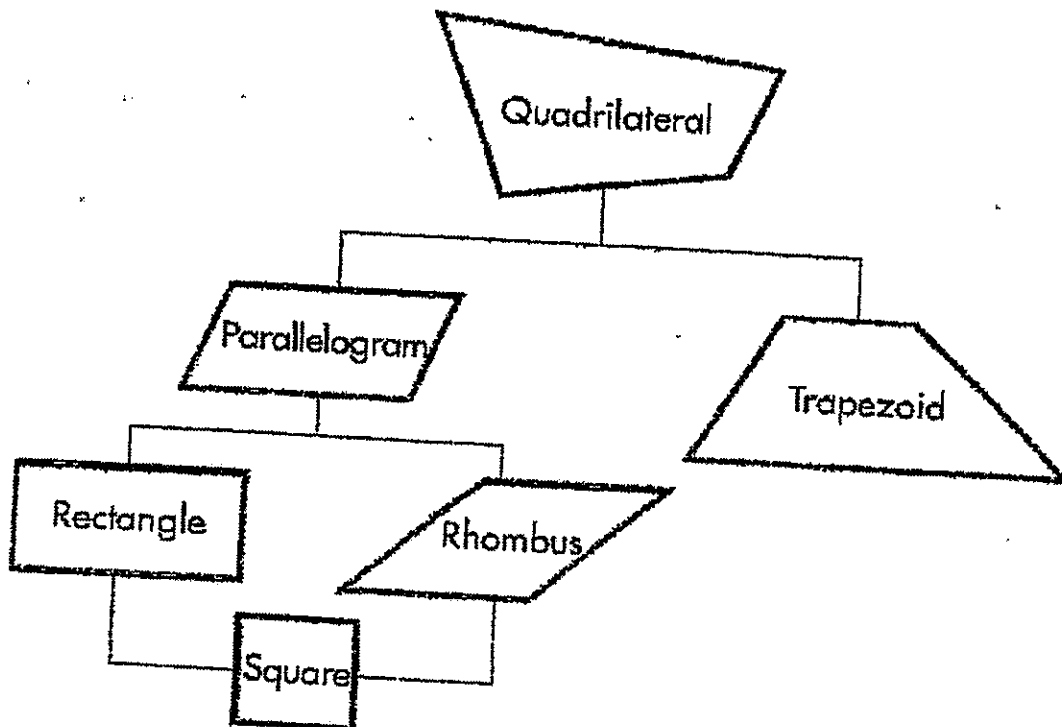 Quadrilateral
Parallelogram
Trapezoid
Rectangle
Rhombus
Square